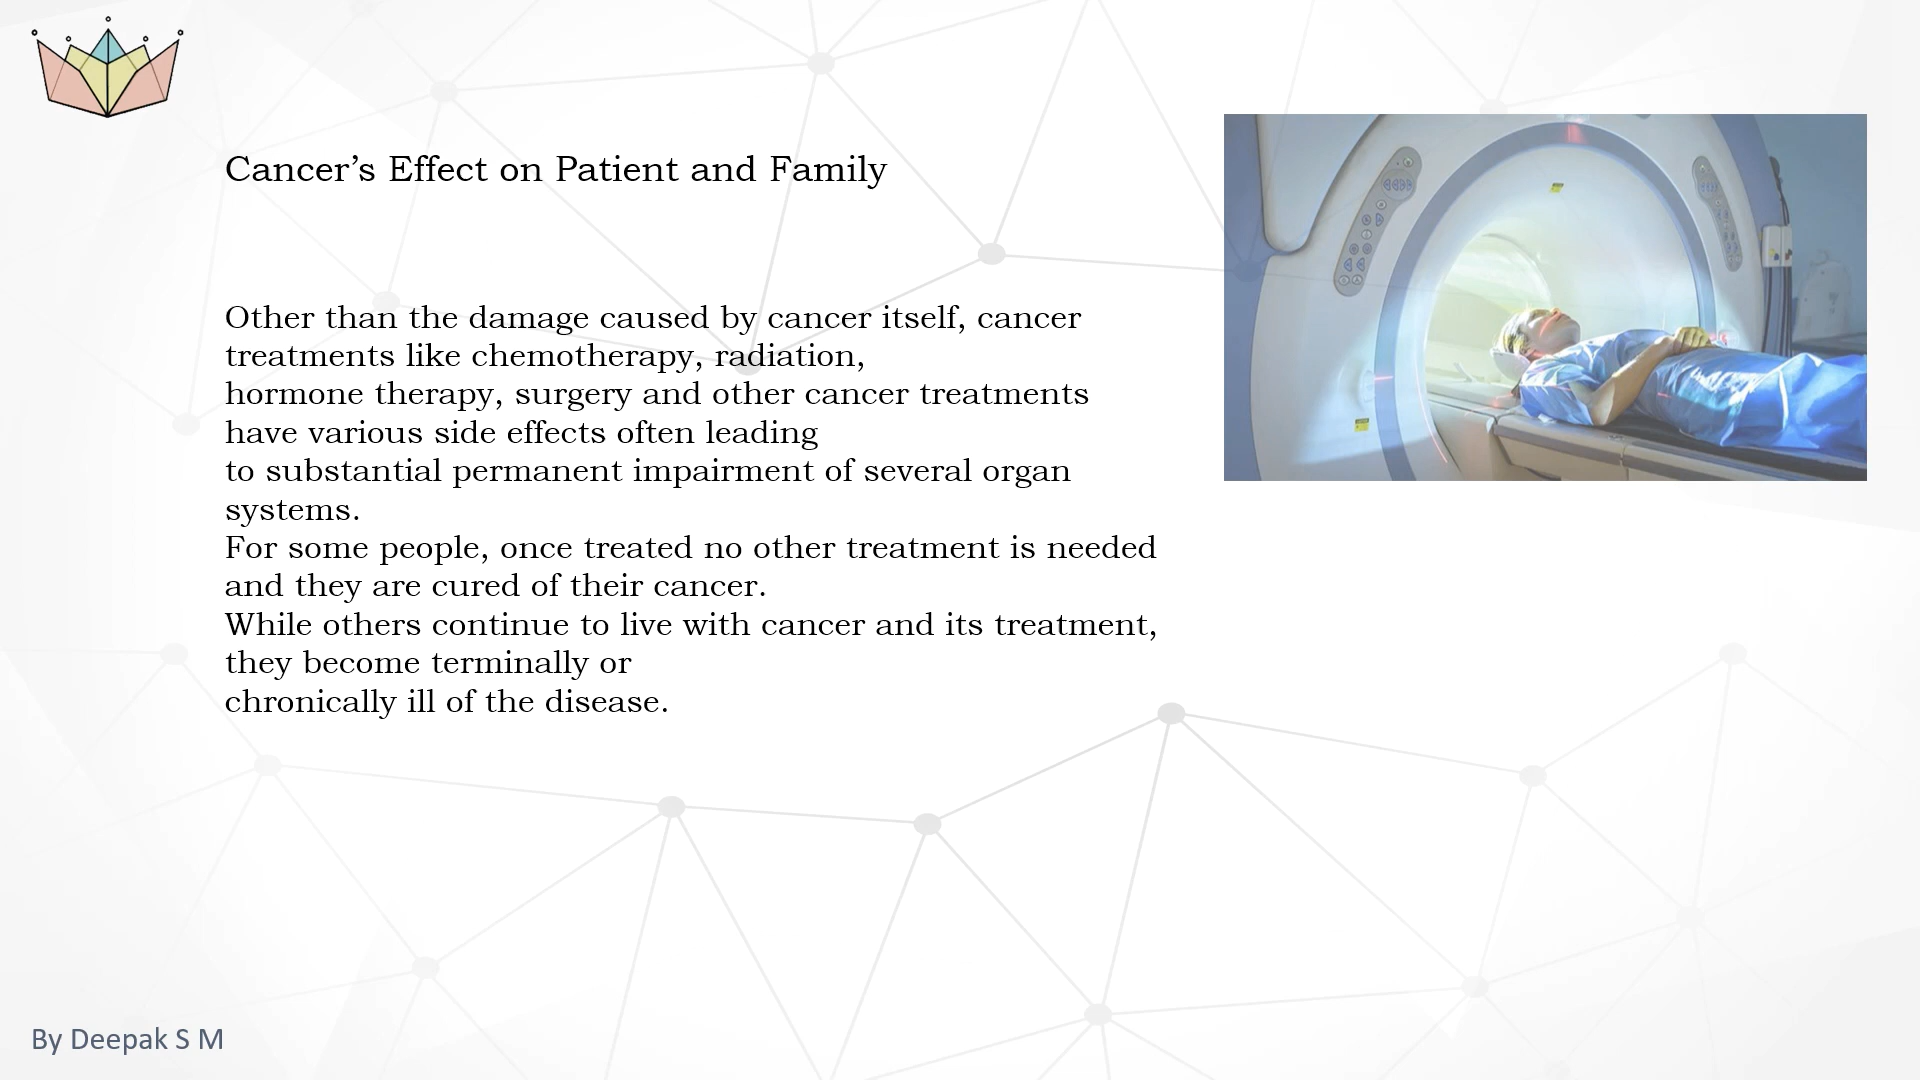 Cancer’s Effect on Patient and Family
Other than the damage caused by cancer itself, cancer
treatments like chemotherapy, radiation,
hormone therapy, surgery and other cancer treatments
have various side effects often leading
to substantial permanent impairment of several organ
systems.
For some people, once treated no other treatment is needed
and they are cured of their cancer.
While others continue to live with cancer and its treatment,
they become terminally or
chronically ill of the disease.
By Deepak S M